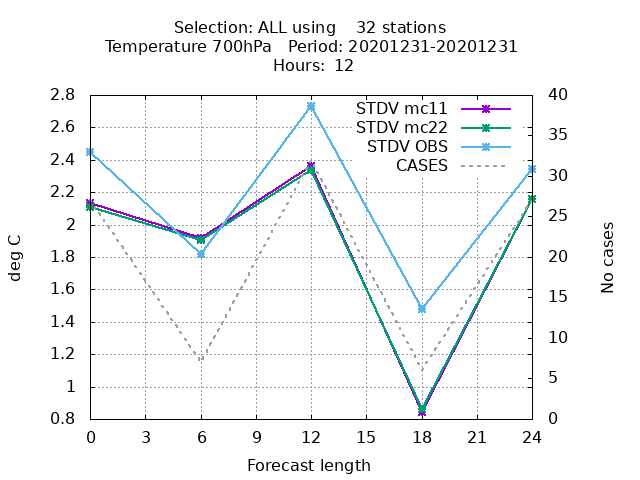 Selection: ALL using    32 stations
Temperature 700hPa   Period: 20201231-20201231
Hours:  12
STDV mc11
STDV mc22
STDV OBS
CASES
2.8
2.6
2.4
2.2
2
1.8
1.6
1.4
1.2
1
0.8
deg C
40
35
30
25
20
15
10
5
0
No cases
0 3 6 9 12 15 18 21 24
Forecast length